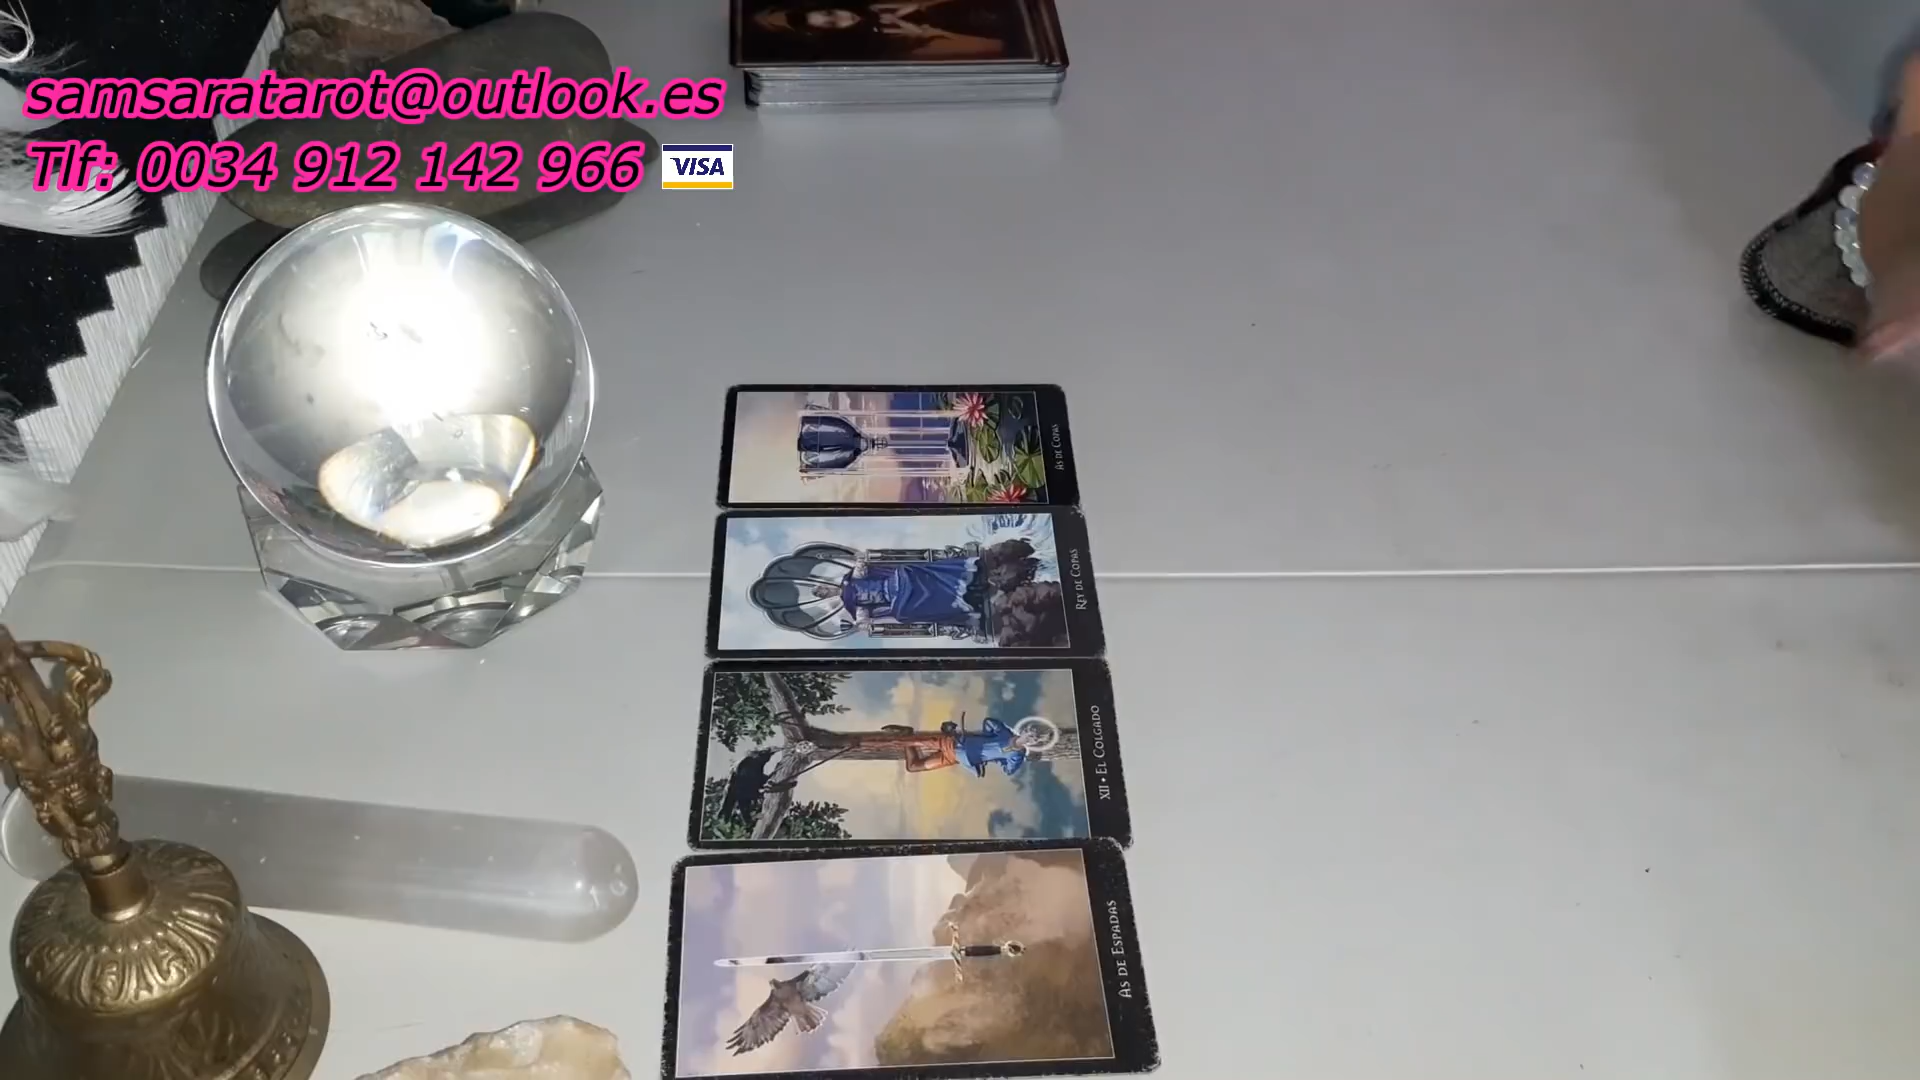 samsaratarot@outlook.es
Tlf: 0034 912 142 966 VISA
As de Copas
Rey de Copas
XII • El Colgado
As de Espadas